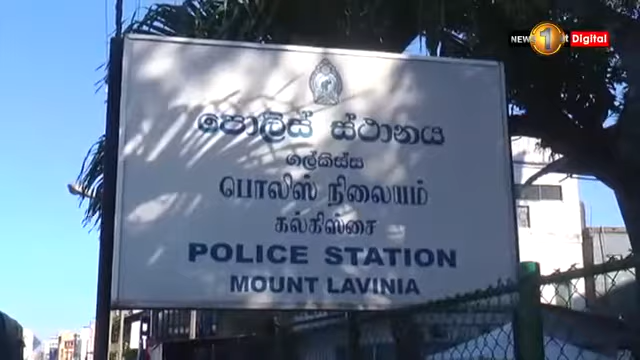 NEWS 1st Digital
පොලිස් ස්ථානය
ගල්කිස්ස
பொலிஸ் நிலையம்
கல்கிஸ்சை
POLICE STATION
MOUNT LAVINIA